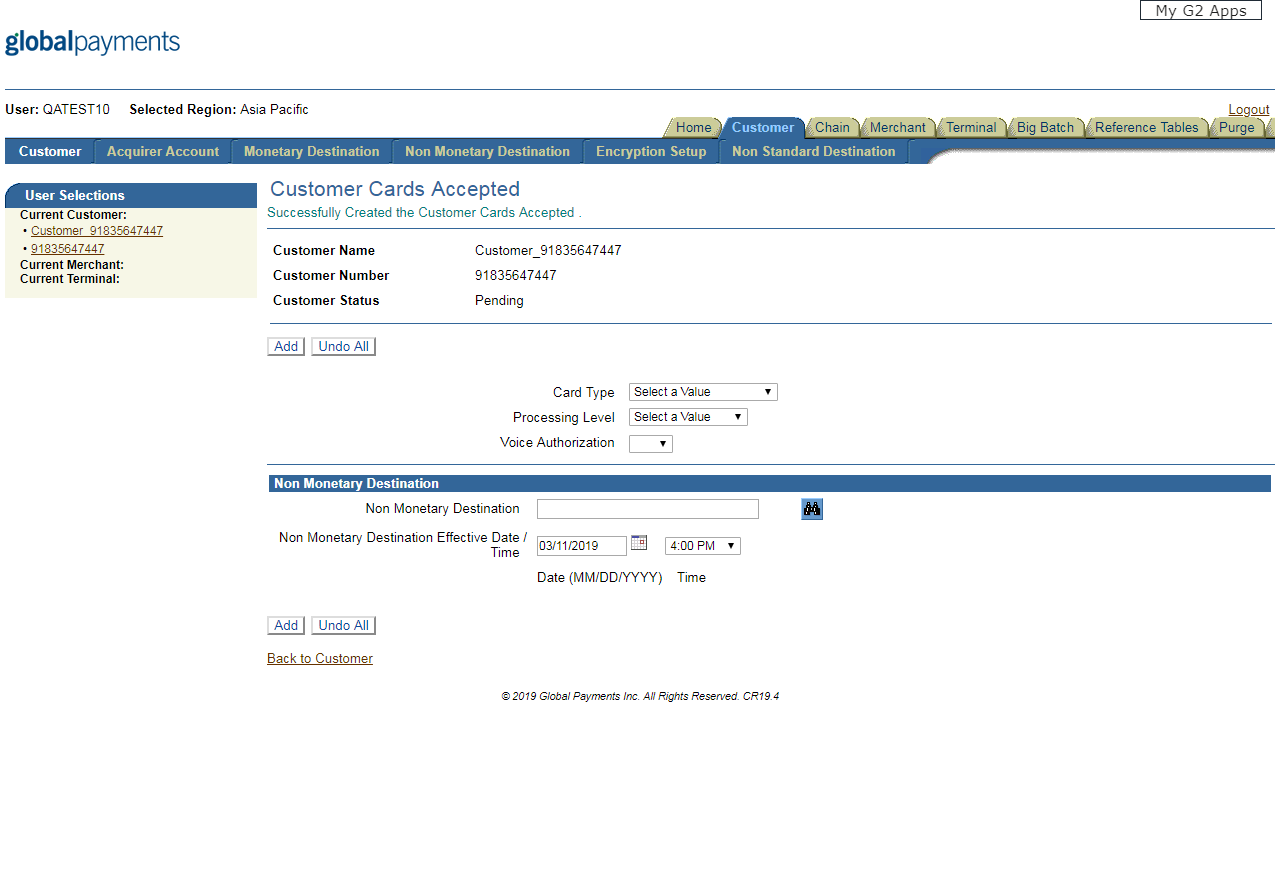 My G2 Apps
globalpayments
User: QATEST10 Selected Region: Asia Pacific
Logout
Home Customer Chain Merchant Terminal Big Batch Reference Tables Purge
Customer Acquirer Account Monetary Destination Non Monetary Destination Encryption Setup Non Standard Destination
User Selections
Current Customer:
• Customer_91835647447
• 91835647447
Current Merchant:
Current Terminal:
Customer Cards Accepted
Successfully Created the Customer Cards Accepted .
Customer Name Customer_91835647447
Customer Number 91835647447
Customer Status Pending
Add Undo All
Card Type Select a Value
Processing Level Select a Value
Voice Authorization
Non Monetary Destination
Non Monetary Destination
Non Monetary Destination Effective Date /
Time 03/11/2019 4:00 PM
Date (MM/DD/YYYY) Time
Add Undo All
Back to Customer
© 2019 Global Payments Inc. All Rights Reserved. CR19.4